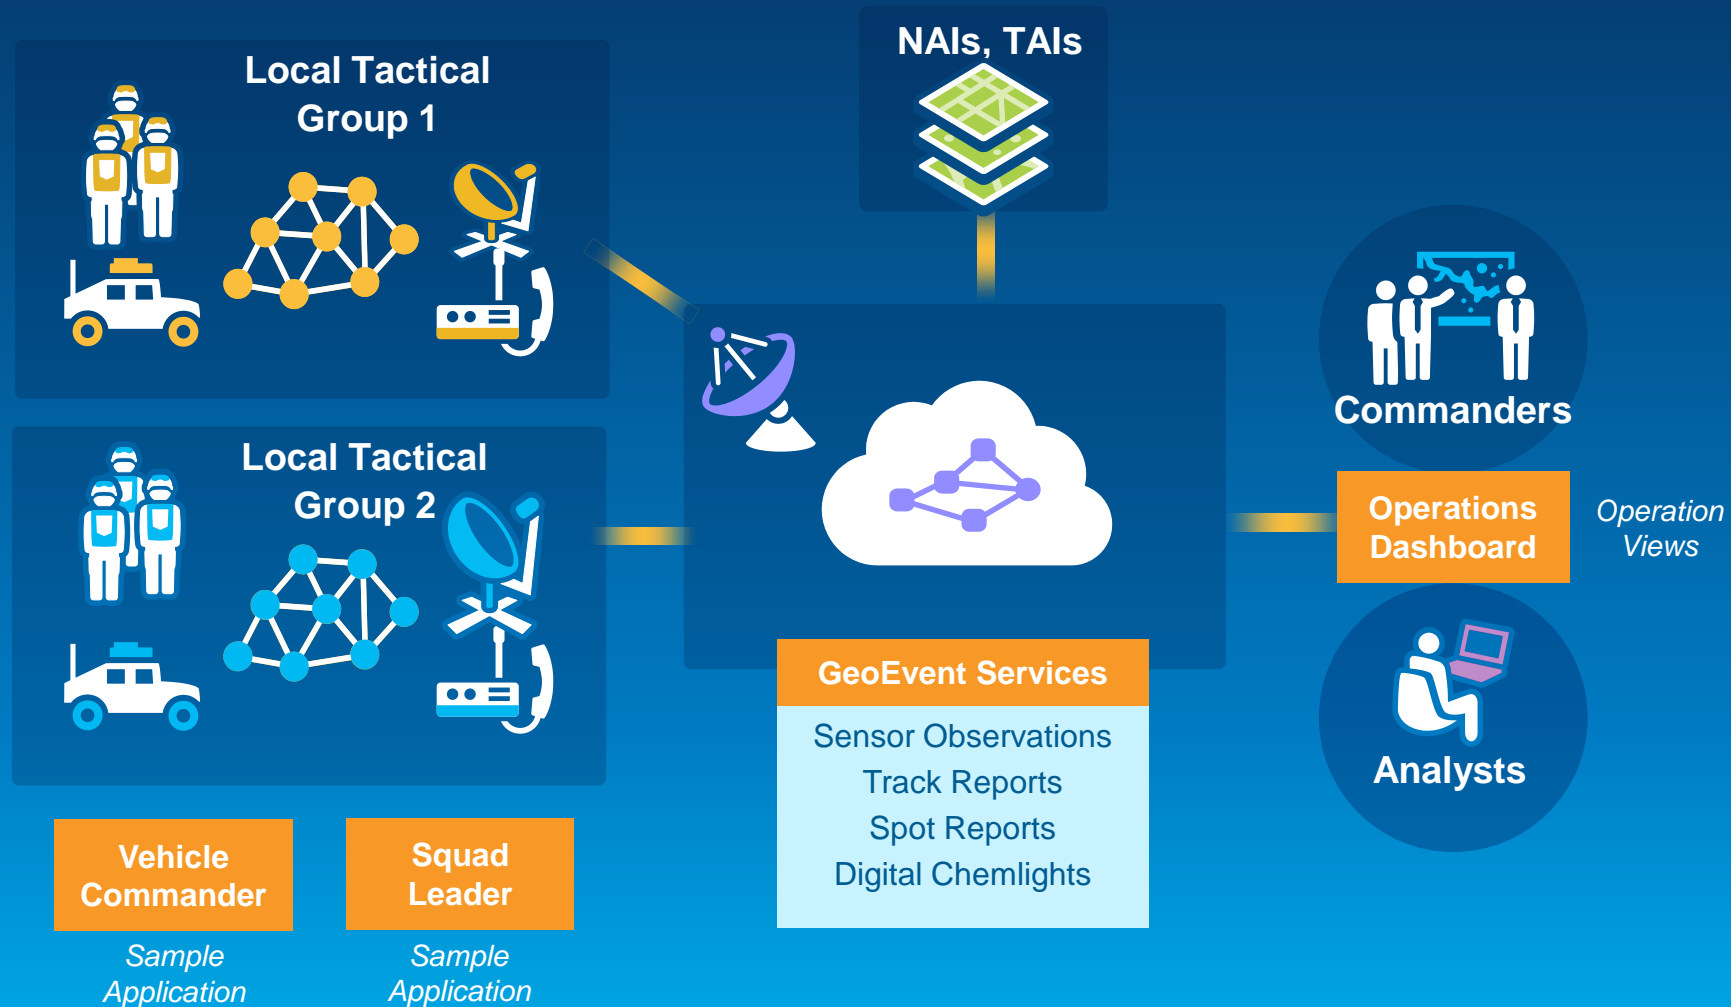 Local Tactical
Group 1
NAIs, TAIs
Local Tactical
Group 2
Commanders
Operations
Dashboard
Operation
Views
Analysts
GeoEvent Services
Sensor Observations
Track Reports
Spot Reports
Digital Chemlights
Vehicle
Commander
Sample
Application
Squad
Leader
Sample
Application